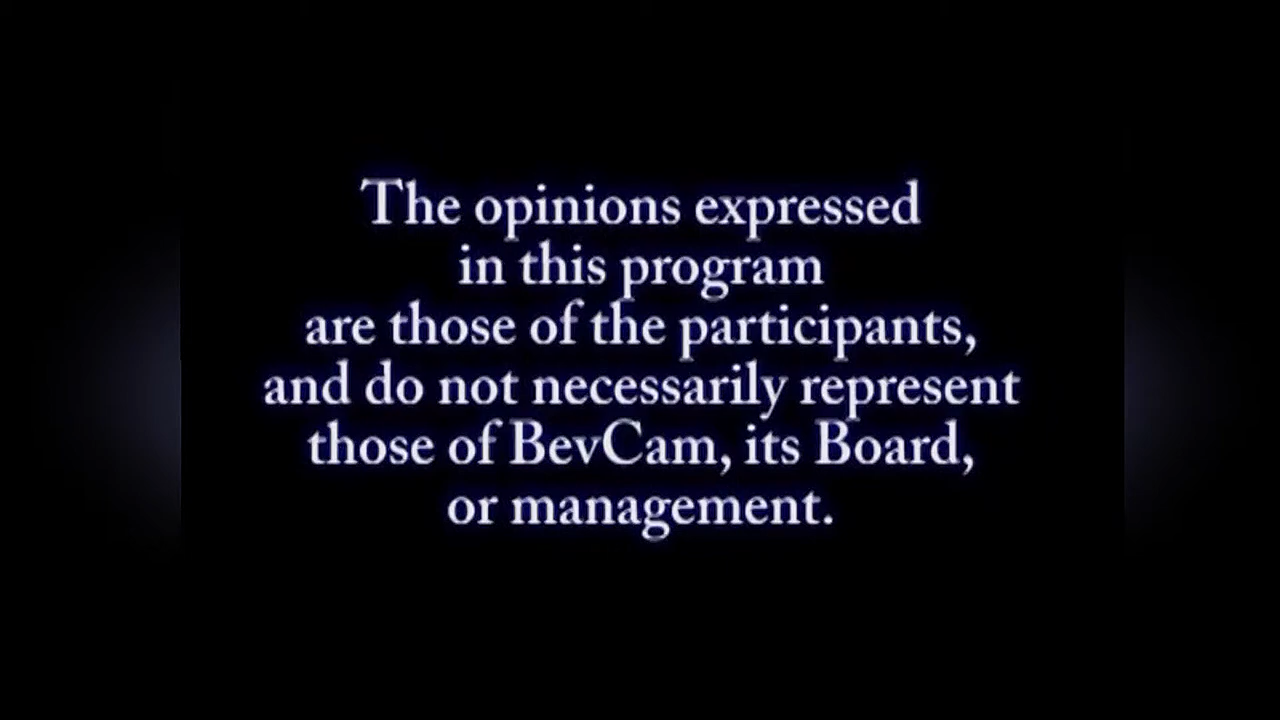 The opinions expressed
in this program
are those of the participants,
and do not necessarily represent
those of BevCam, its Board,
or management.